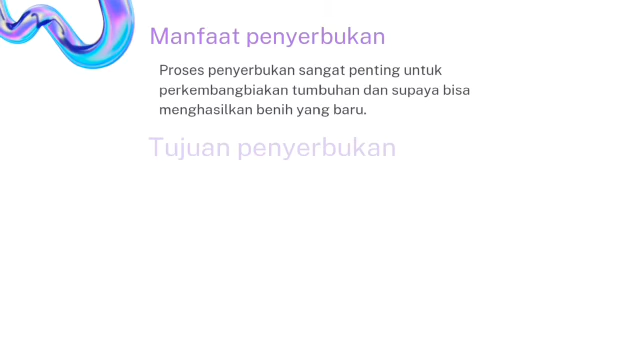 Manfaat penyerbukan
Proses penyerbukan sangat penting untuk
perkembangbiakan tumbuhan dan supaya bisa
menghasilkan benih yang baru.
Tujuan penyerbukan